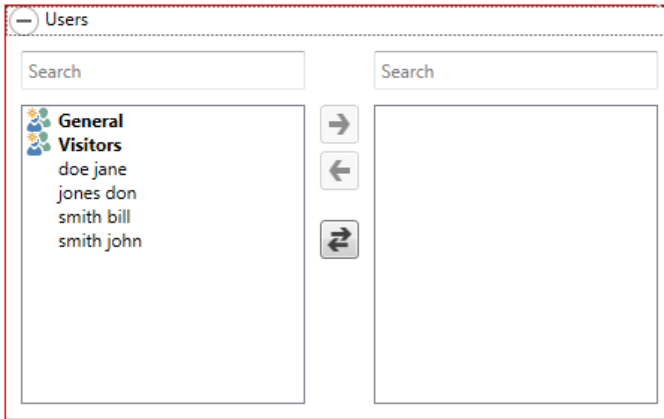 Users
Search
Search
General
Visitors
doe jane
jones don
smith bill
smith john